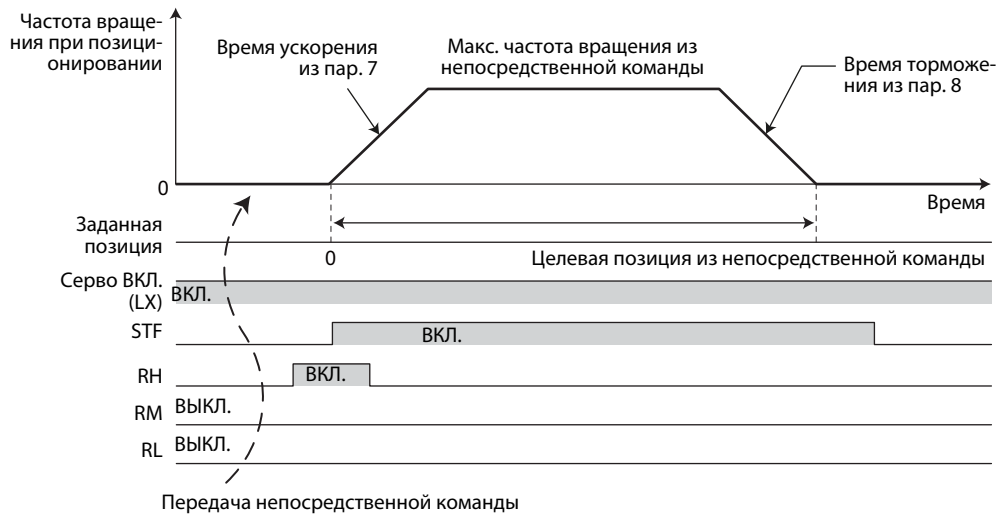 Частота враще-
ния при позици-
онировании
Время ускорения
из пар. 7
Макс. частота вращения из
непосредственной команды
Время торможе-
ния из пар. 8
0
Время
Заданная
позиция
0
Целевая позиция из непосредственной команды
Серво ВКЛ.
(LX)
ВКЛ.
STF
ВКЛ.
RH
ВКЛ.
RM
ВЫКЛ.
RL
ВЫКЛ.
Передача непосредственной команды